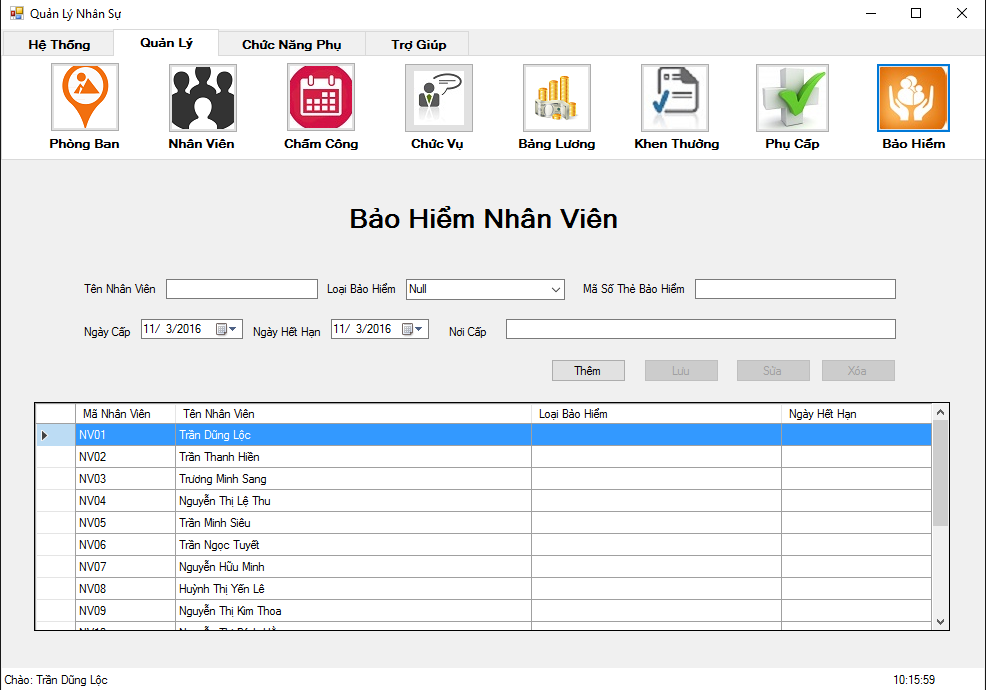 Quản Lý Nhân Sự
Hệ Thống Quản Lý Chức Năng Phụ Trợ Giúp
Phòng Ban Nhân Viên Chấm Công Chức Vụ Bảng Lương Khen Thưởng Phụ Cấp Bảo Hiểm
Bảo Hiểm Nhân Viên
Tên Nhân Viên Loại Bảo Hiểm Null Mã Số Thẻ Bảo Hiểm
Ngày Cấp 11/ 3/2016 Ngày Hết Hạn 11/ 3/2016 Nơi Cấp
Thêm Lưu Sửa Xóa
Mã Nhân Viên Tên Nhân Viên Loại Bảo Hiểm Ngày Hết Hạn
NV01 Trần Dũng Lộc
NV02 Trần Thanh Hiền
NV03 Trương Minh Sang
NV04 Nguyễn Thị Lệ Thu
NV05 Trần Minh Siêu
NV06 Trần Ngọc Tuyết
NV07 Nguyễn Hữu Minh
NV08 Huỳnh Thị Yến Lê
NV09 Nguyễn Thị Kim Thoa
Chào: Trần Dũng Lộc 10:15:59